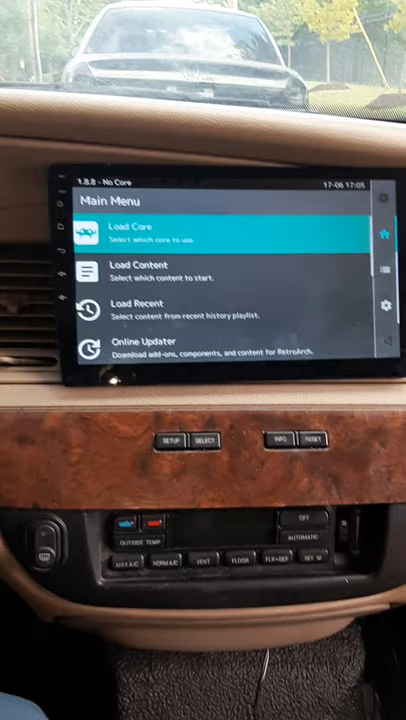 1.8.8 - No Core
17-06 17:05
Main Menu
Load Core
Select which core to use.
Load Content
Select which content to start.
Load Recent
Select content from recent history playlist.
Online Updater
Download add-ons, components, and content for RetroArch.
SETUP
SELECT
INFO
RESET
OFF
OUTSIDE TEMP
AUTOMATIC
MAX A/C
NORM A/C
VENT
FLOOR
FLR+DEF
DEF